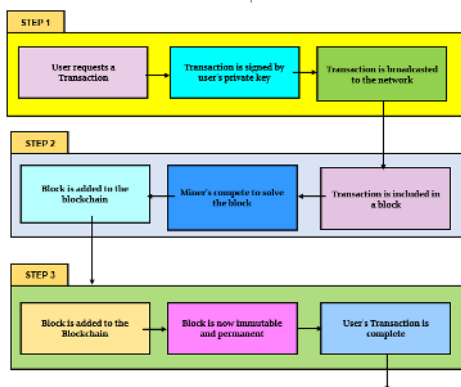 STEP 1
User requests a
Transaction
Transaction is signed by
user's private key
Transaction is broadcasted
to the network
STEP 2
Block is added to the
blockchain
Miner's compete to solve
the block
Transaction is included in
a block
STEP 3
Block is added to the
Blockchain
Block is now immutable
and permanent
User's Transaction is
complete